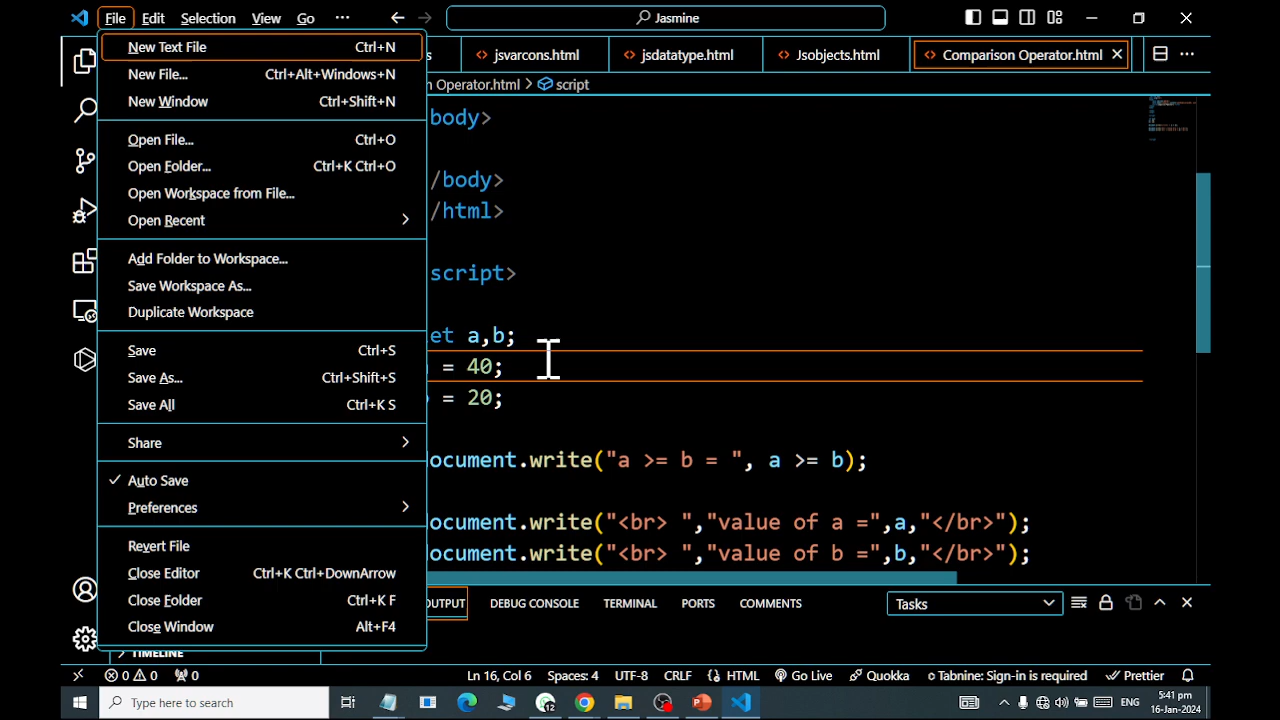 File Edit Selection View Go ··· Jasmine
s jsvarcons.html jsdatatype.html Jsobjects.html Comparison Operator.html
n Operator.html > script
New Text File Ctrl+N
New File... Ctrl+Alt+Windows+N
New Window Ctrl+Shift+N
Open File... Ctrl+O
Open Folder... Ctrl+K Ctrl+O
Open Workspace from File...
Open Recent
Add Folder to Workspace...
Save Workspace As...
Duplicate Workspace
Save Ctrl+S
Save As... Ctrl+Shift+S
Save All Ctrl+K S
Share
Auto Save
Preferences
Revert File
Close Editor Ctrl+K Ctrl+DownArrow
Close Folder Ctrl+K F
Close Window Alt+F4
body>
/body>
/html>
script>
et a,b;
= 40;
= 20;
ocument.write("a >= b = ", a >= b);
ocument.write("<br> ","value of a =",a,"</br>");
ocument.write("<br> ","value of b =",b,"</br>");
OUTPUT DEBUG CONSOLE TERMINAL PORTS COMMENTS Tasks
TIMELINE
0 0 0 Ln 16, Col 6 Spaces: 4 UTF-8 CRLF HTML Go Live Quokka Tabnine: Sign-in is required Prettier
Type here to search 12 ENG 5:41 pm
16-Jan-2024